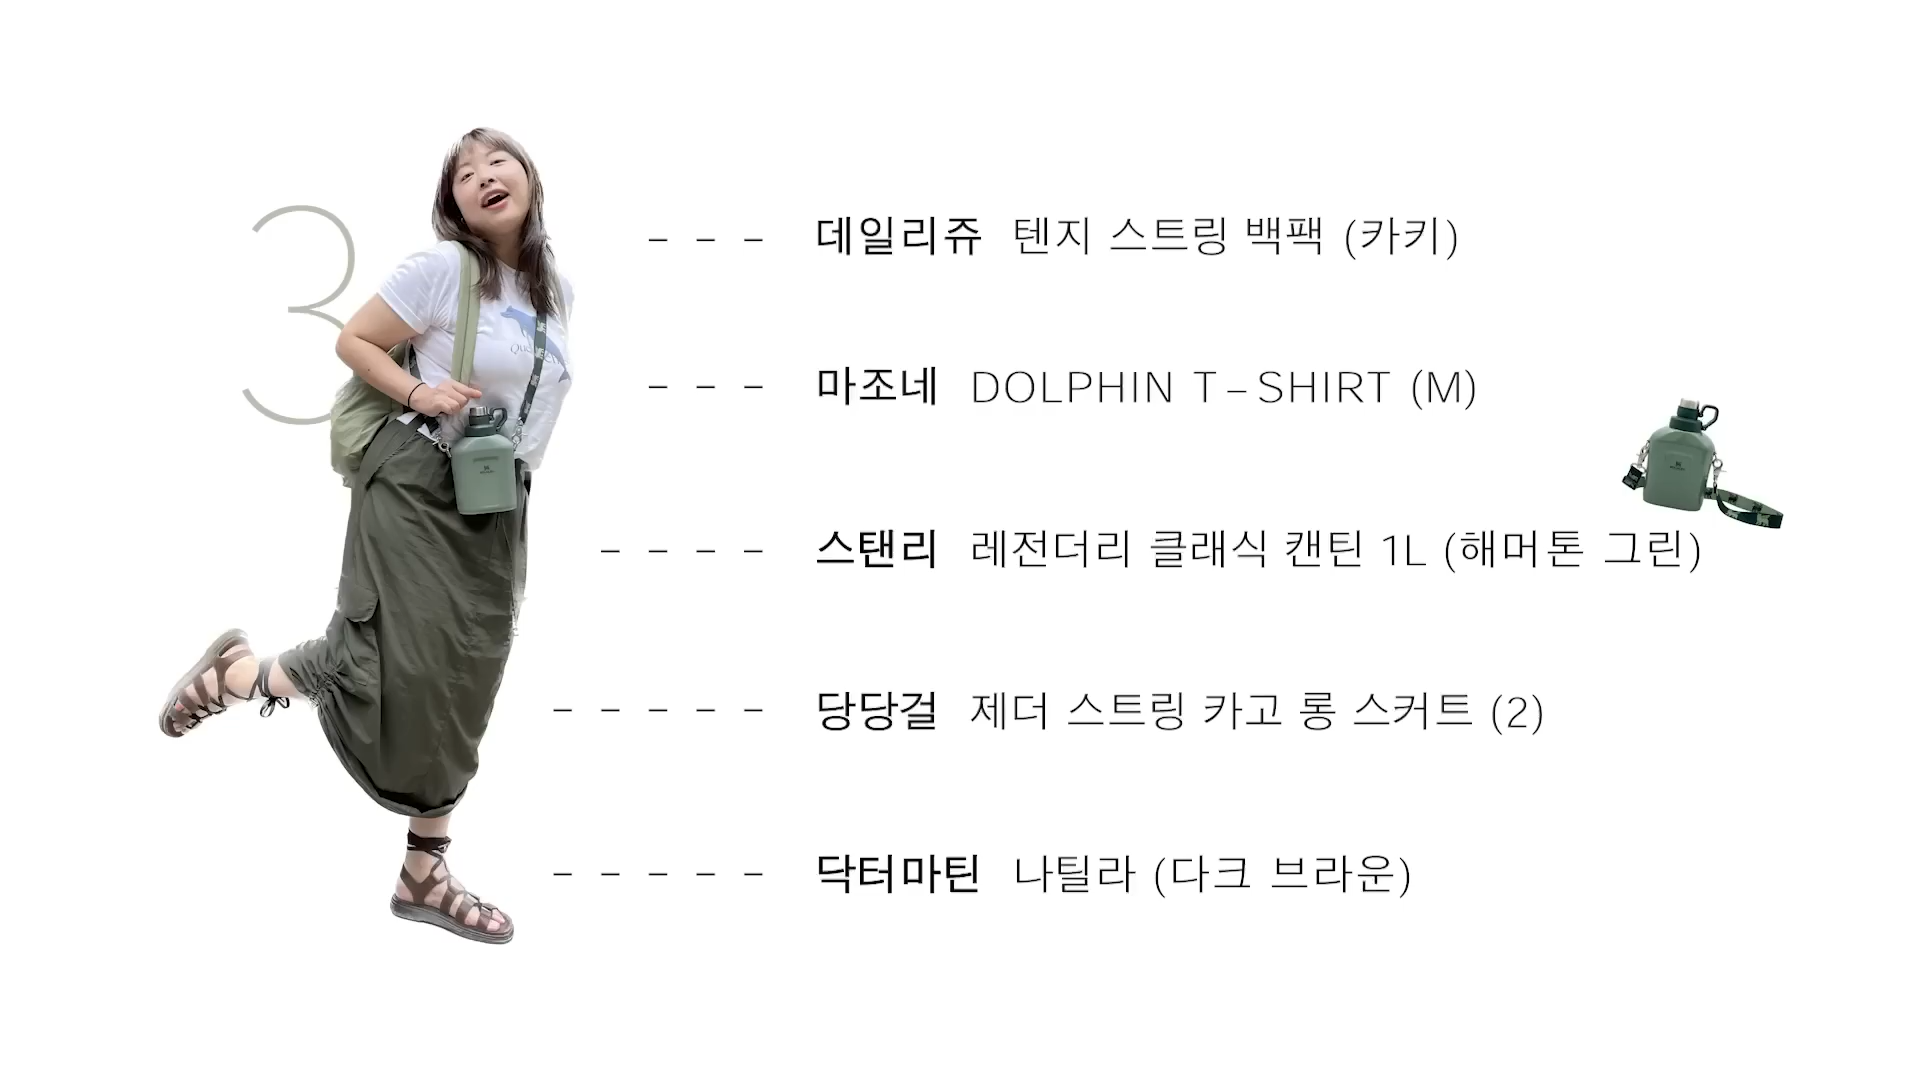 3
데일리쥬 텐지 스트링 백팩 (카키)
마조네 DOLPHIN T-SHIRT (M)
스탠리 레전더리 클래식 캔틴 1L (해머톤 그린)
당당걸 제더 스트링 카고 롱 스커트 (2)
닥터마틴 나틸라 (다크 브라운)